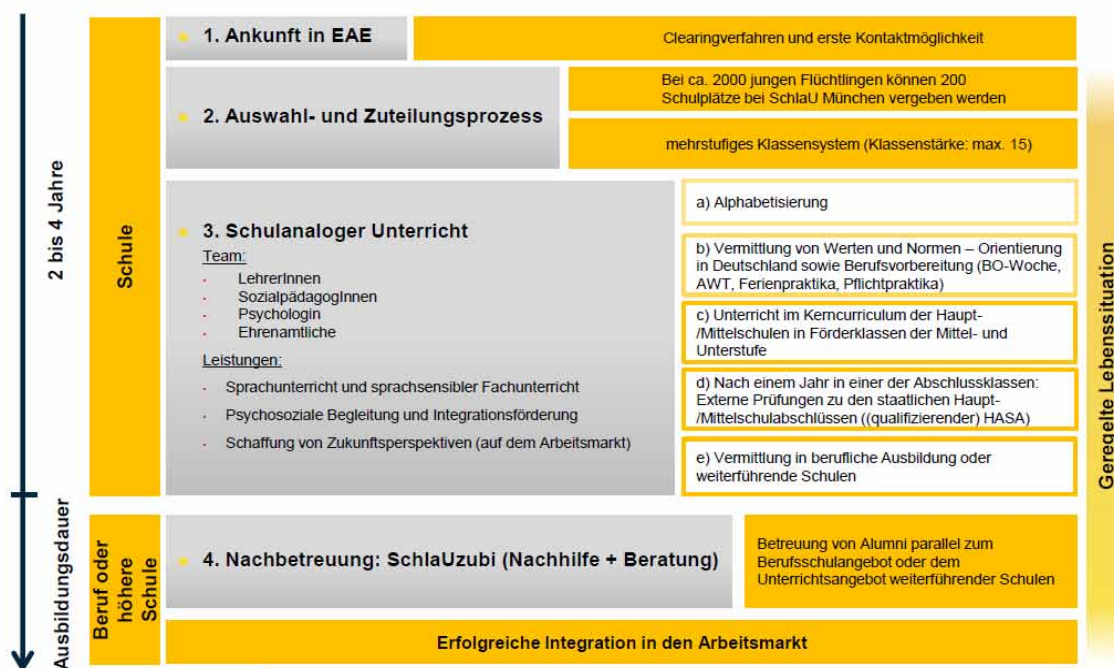 2 bis 4 Jahre
Ausbildungsdauer
Schule
Beruf oder
höhere
Schule
1. Ankunft in EAE
Clearingverfahren und erste Kontaktmöglichkeit
2. Auswahl- und Zuteilungsprozess
Bei ca. 2000 jungen Flüchtlingen können 200
Schulplätze bei SchlaU München vergeben werden
mehrstufiges Klassensystem (Klassenstärke: max. 15)
3. Schulanaloger Unterricht
Team:
- LehrerInnen
- SozialpädagogInnen
- Psychologin
- Ehrenamtliche
Leistungen:
- Sprachunterricht und sprachsensibler Fachunterricht
- Psychosoziale Begleitung und Integrationsförderung
- Schaffung von Zukunftsperspektiven (auf dem Arbeitsmarkt)
a) Alphabetisierung
b) Vermittlung von Werten und Normen – Orientierung
in Deutschland sowie Berufsvorbereitung (BO-Woche,
AWT, Ferienpraktika, Pflichtpraktika)
c) Unterricht im Kerncurriculum der Haupt-
/Mittelschulen in Förderklassen der Mittel- und
Unterstufe
d) Nach einem Jahr in einer der Abschlussklassen:
Externe Prüfungen zu den staatlichen Haupt-
/Mittelschulabschlüssen ((qualifizierender) HASA)
e) Vermittlung in berufliche Ausbildung oder
weiterführende Schulen
4. Nachbetreuung: SchlaUzubi (Nachhilfe + Beratung)
Betreuung von Alumni parallel zum
Berufsschulangebot oder dem
Unterrichtsangebot weiterführender Schulen
Erfolgreiche Integration in den Arbeitsmarkt
Geregelte Lebenssituation